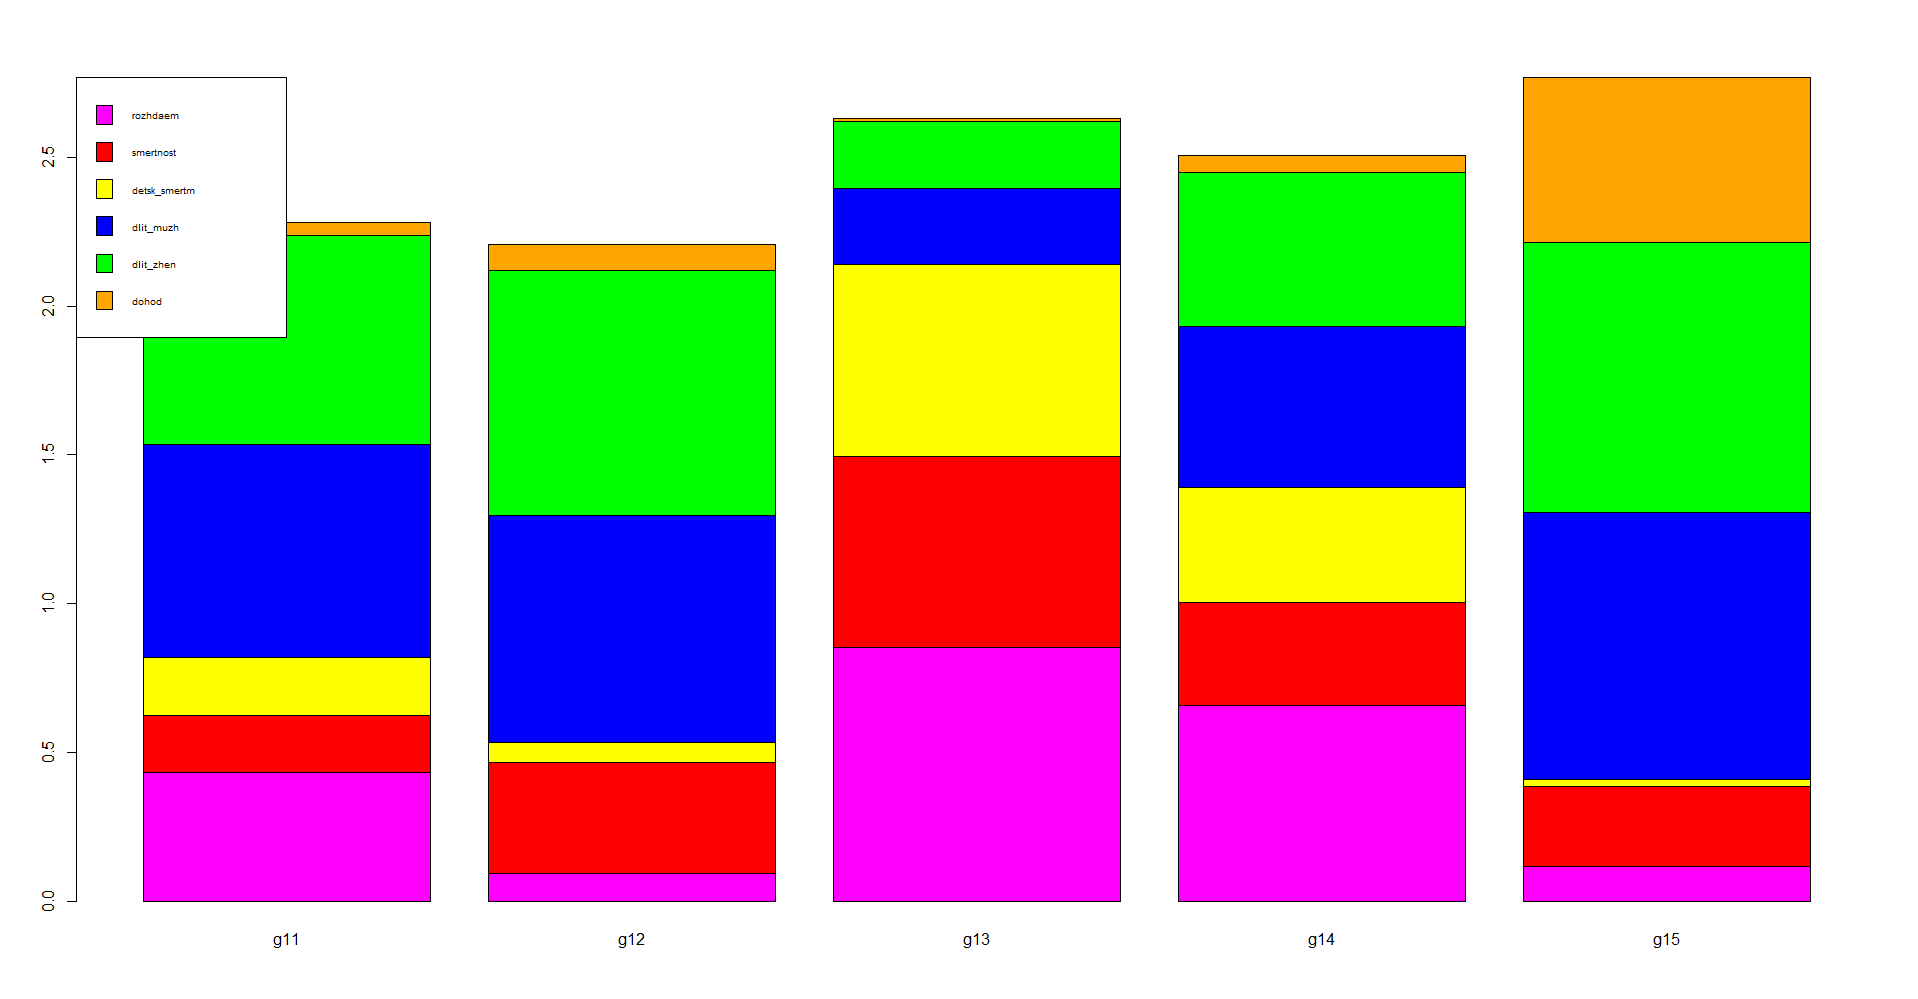 rozhdaem
smertnost
detsk_smertm
dlit_muzh
dlit_zhen
dohod
2.5
2.0
1.5
1.0
0.5
0.0
g11 g12 g13 g14 g15